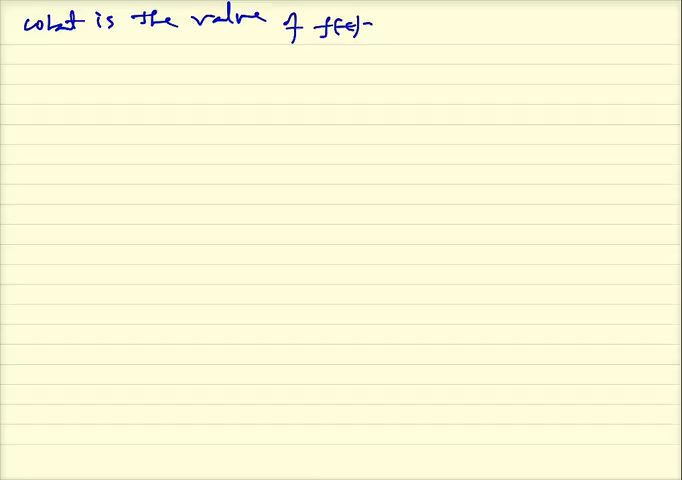 what is the value of